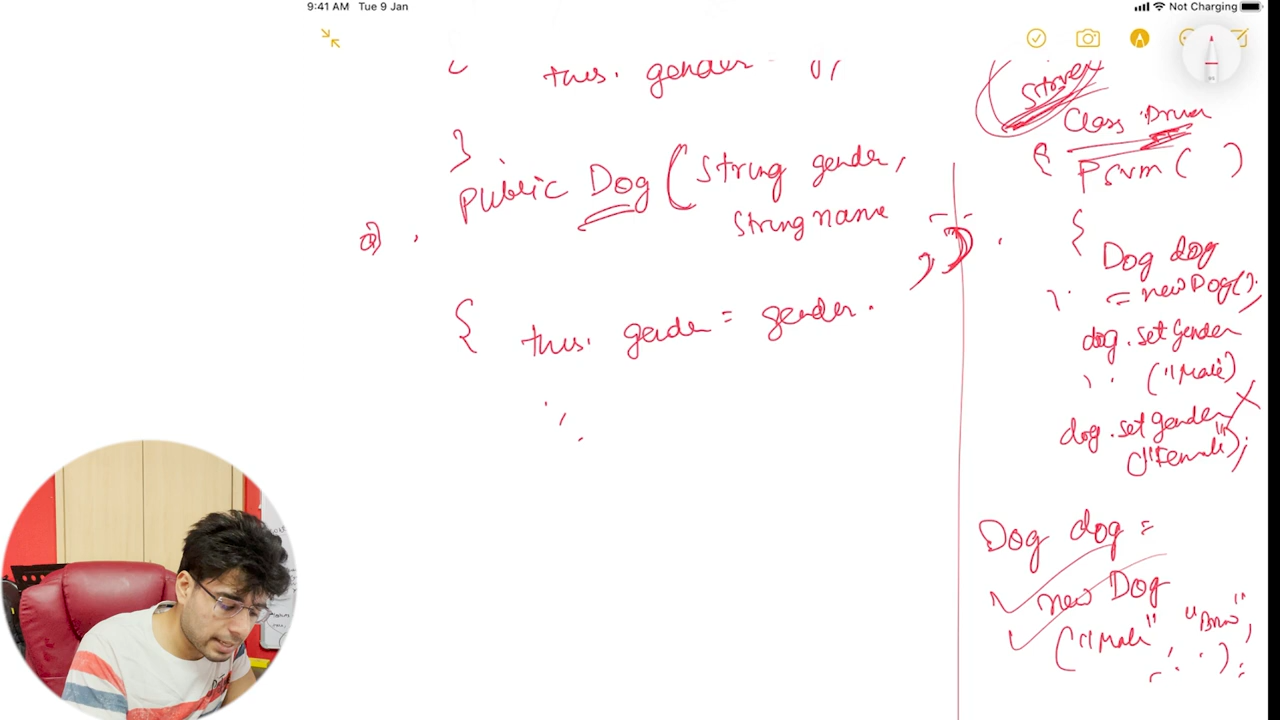 9:41 AM Tue 9 Jan
Not Charging
{ this. gender = g;
}
Public Dog ( String gender,
String name
a)
--
, , ) .
{ this. gender = gender.
Class Driver
{ Psvm ( )
{
Dog dog
= new Dog();
dog. set Gender
("Male")
dog. set gender
("Female");
Dog dog =
new Dog
("Male" "Bruno",
- . . ) ;